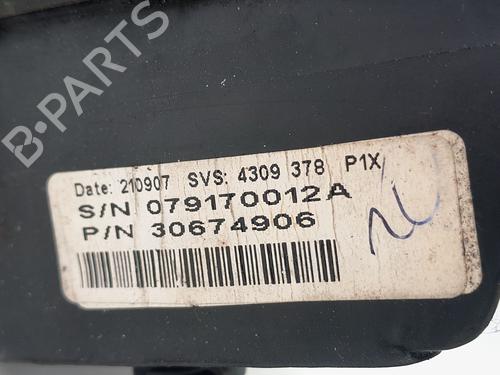 B-PARTS
Date: 210907 SVS: 4309 378 P1X
S/N 079170012A
P/N 30674906